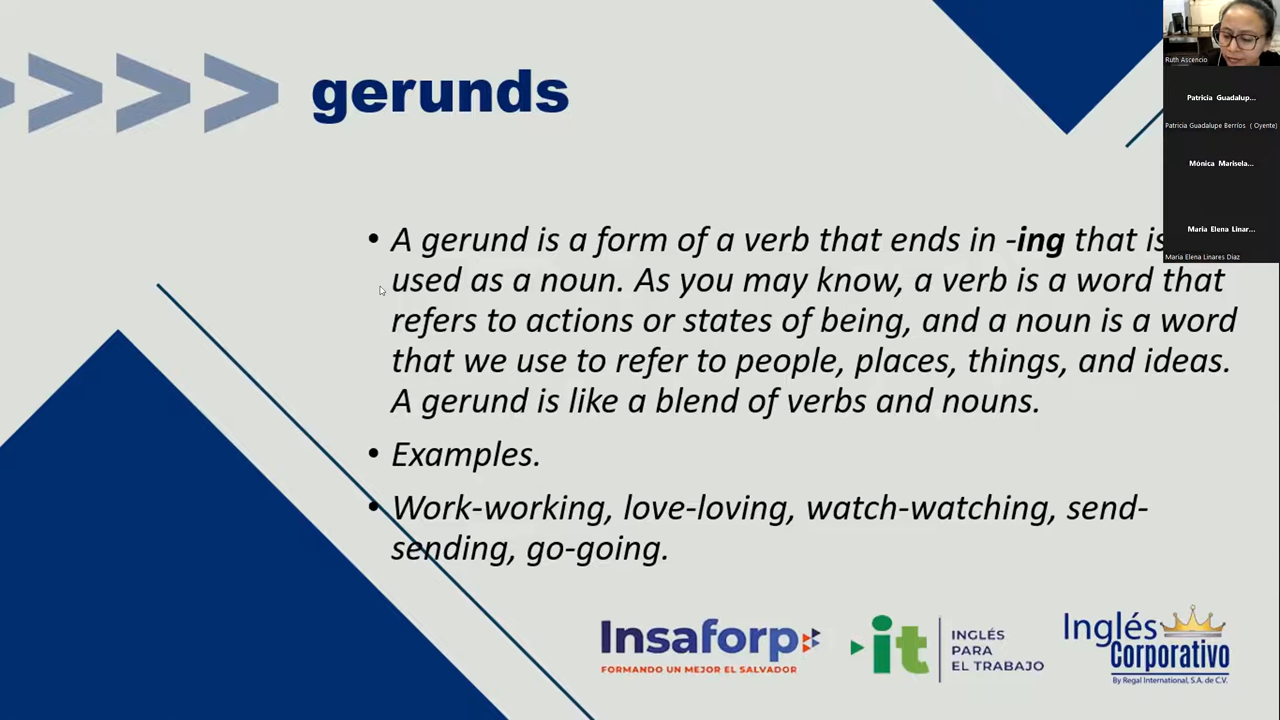 gerunds
• A gerund is a form of a verb that ends in -ing that is
used as a noun. As you may know, a verb is a word that
refers to actions or states of being, and a noun is a word
that we use to refer to people, places, things, and ideas.
A gerund is like a blend of verbs and nouns.
• Examples.
• Work-working, love-loving, watch-watching, send-
sending, go-going.
Insaforp
FORMANDO UN MEJOR EL SALVADOR
it
INGLÉS
PARA
EL TRABAJO
Inglés
Corporativo
By Regal International, S.A. de C.V.
Ruth Ascencio
Patricia Guadalup...
Patricia Guadalupe Berríos ( Oyente)
Mónica Marisela...
Maria Elena Linar...
Maria Elena Linares Diaz